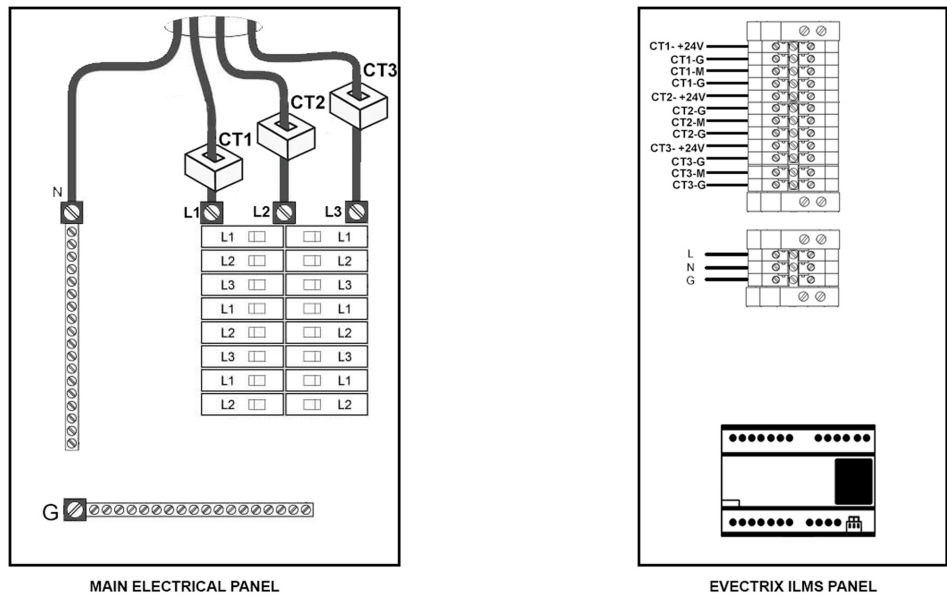 CT3
CT2
CT1
N
L1 L2 L3
L1 L1
L2 L2
L3 L3
L1 L1
L2 L2
L3 L3
L1 L1
L2 L2
G
MAIN ELECTRICAL PANEL
CT1- +24V
CT1-G
CT1-M
CT1-G
CT2- +24V
CT2-G
CT2-M
CT2-G
CT3- +24V
CT3-G
CT3-M
CT3-G
L
N
G
EVECTRIX ILMS PANEL